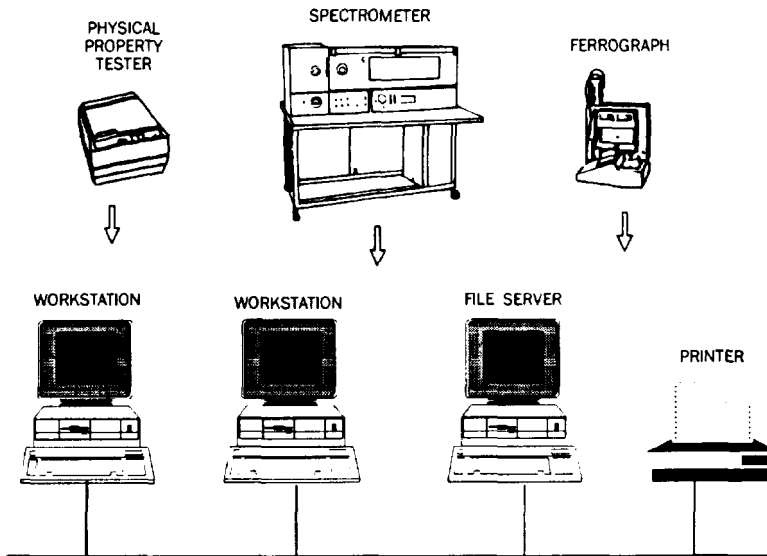 PHYSICAL
PROPERTY
TESTER
SPECTROMETER
FERROGRAPH
WORKSTATION
WORKSTATION
FILE SERVER
PRINTER